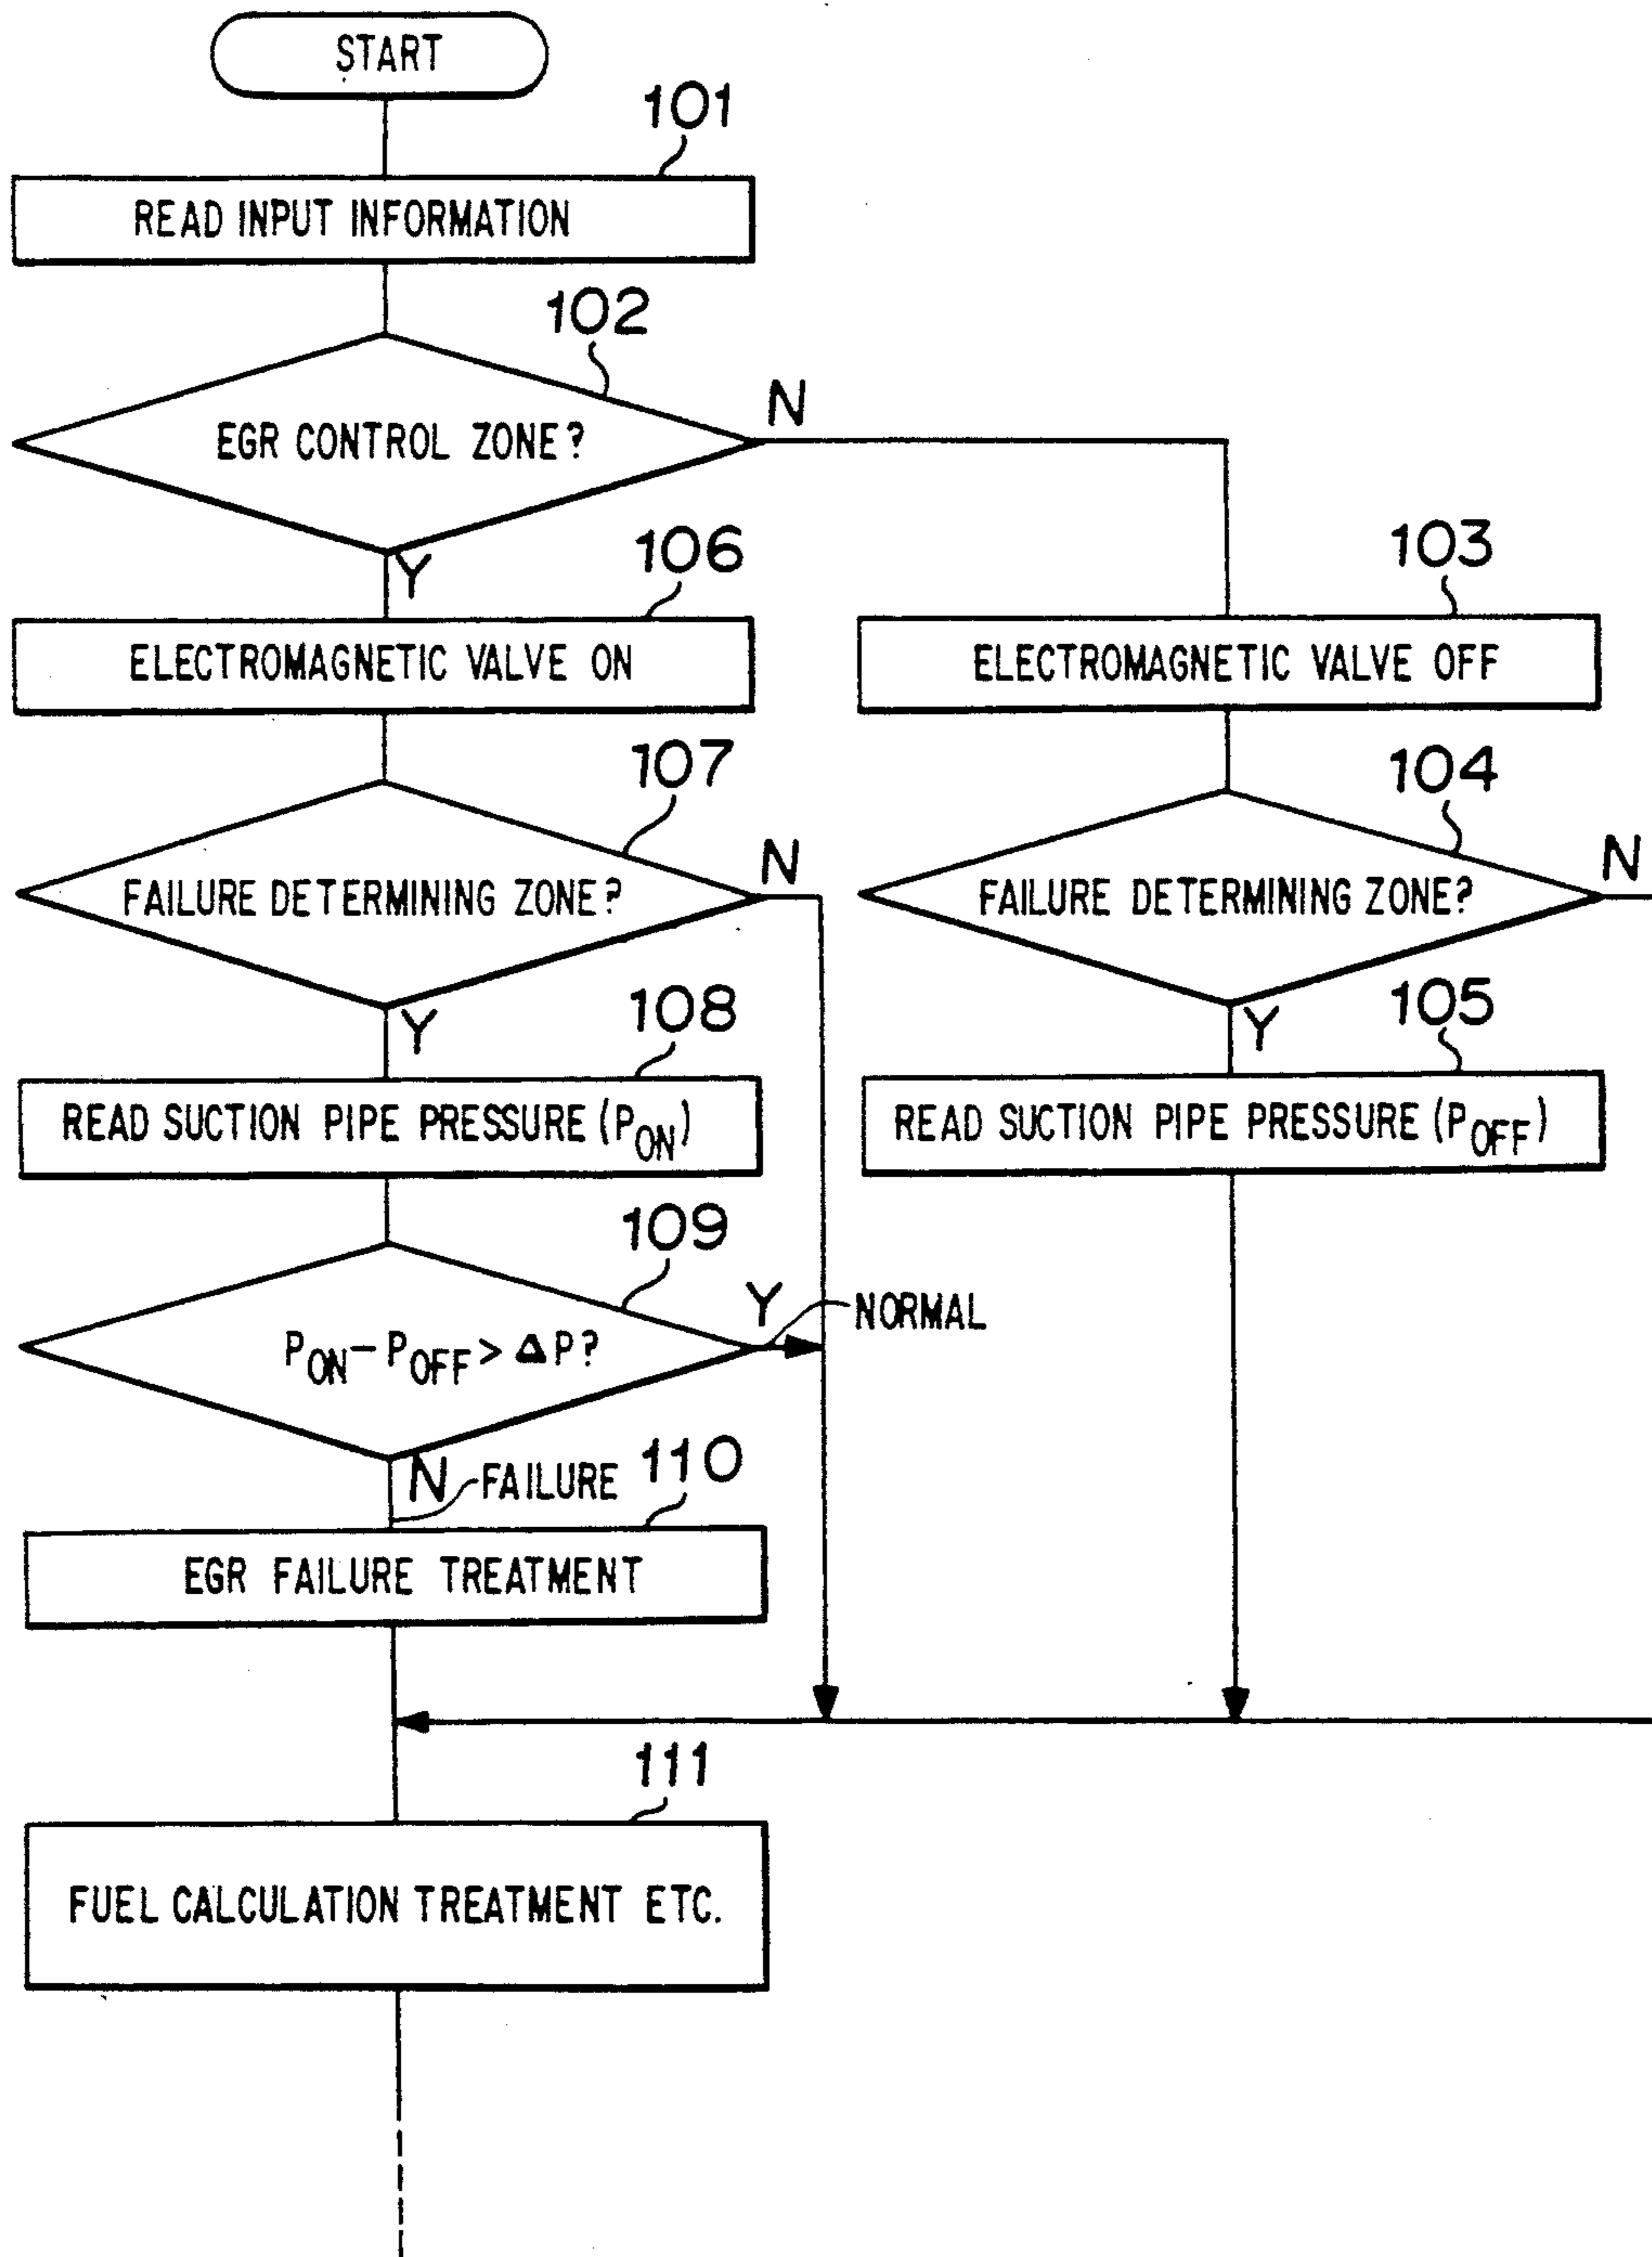 START
101
READ INPUT INFORMATION
102
EGR CONTROL ZONE?
N
Y
106
ELECTROMAGNETIC VALVE ON
103
ELECTROMAGNETIC VALVE OFF
107
FAILURE DETERMINING ZONE?
N
Y
104
FAILURE DETERMINING ZONE?
N
Y
108
READ SUCTION PIPE PRESSURE (PON)
105
READ SUCTION PIPE PRESSURE (POFF)
109
PON－POFF > ΔP?
Y
NORMAL
N
FAILURE
110
EGR FAILURE TREATMENT
111
FUEL CALCULATION TREATMENT ETC.